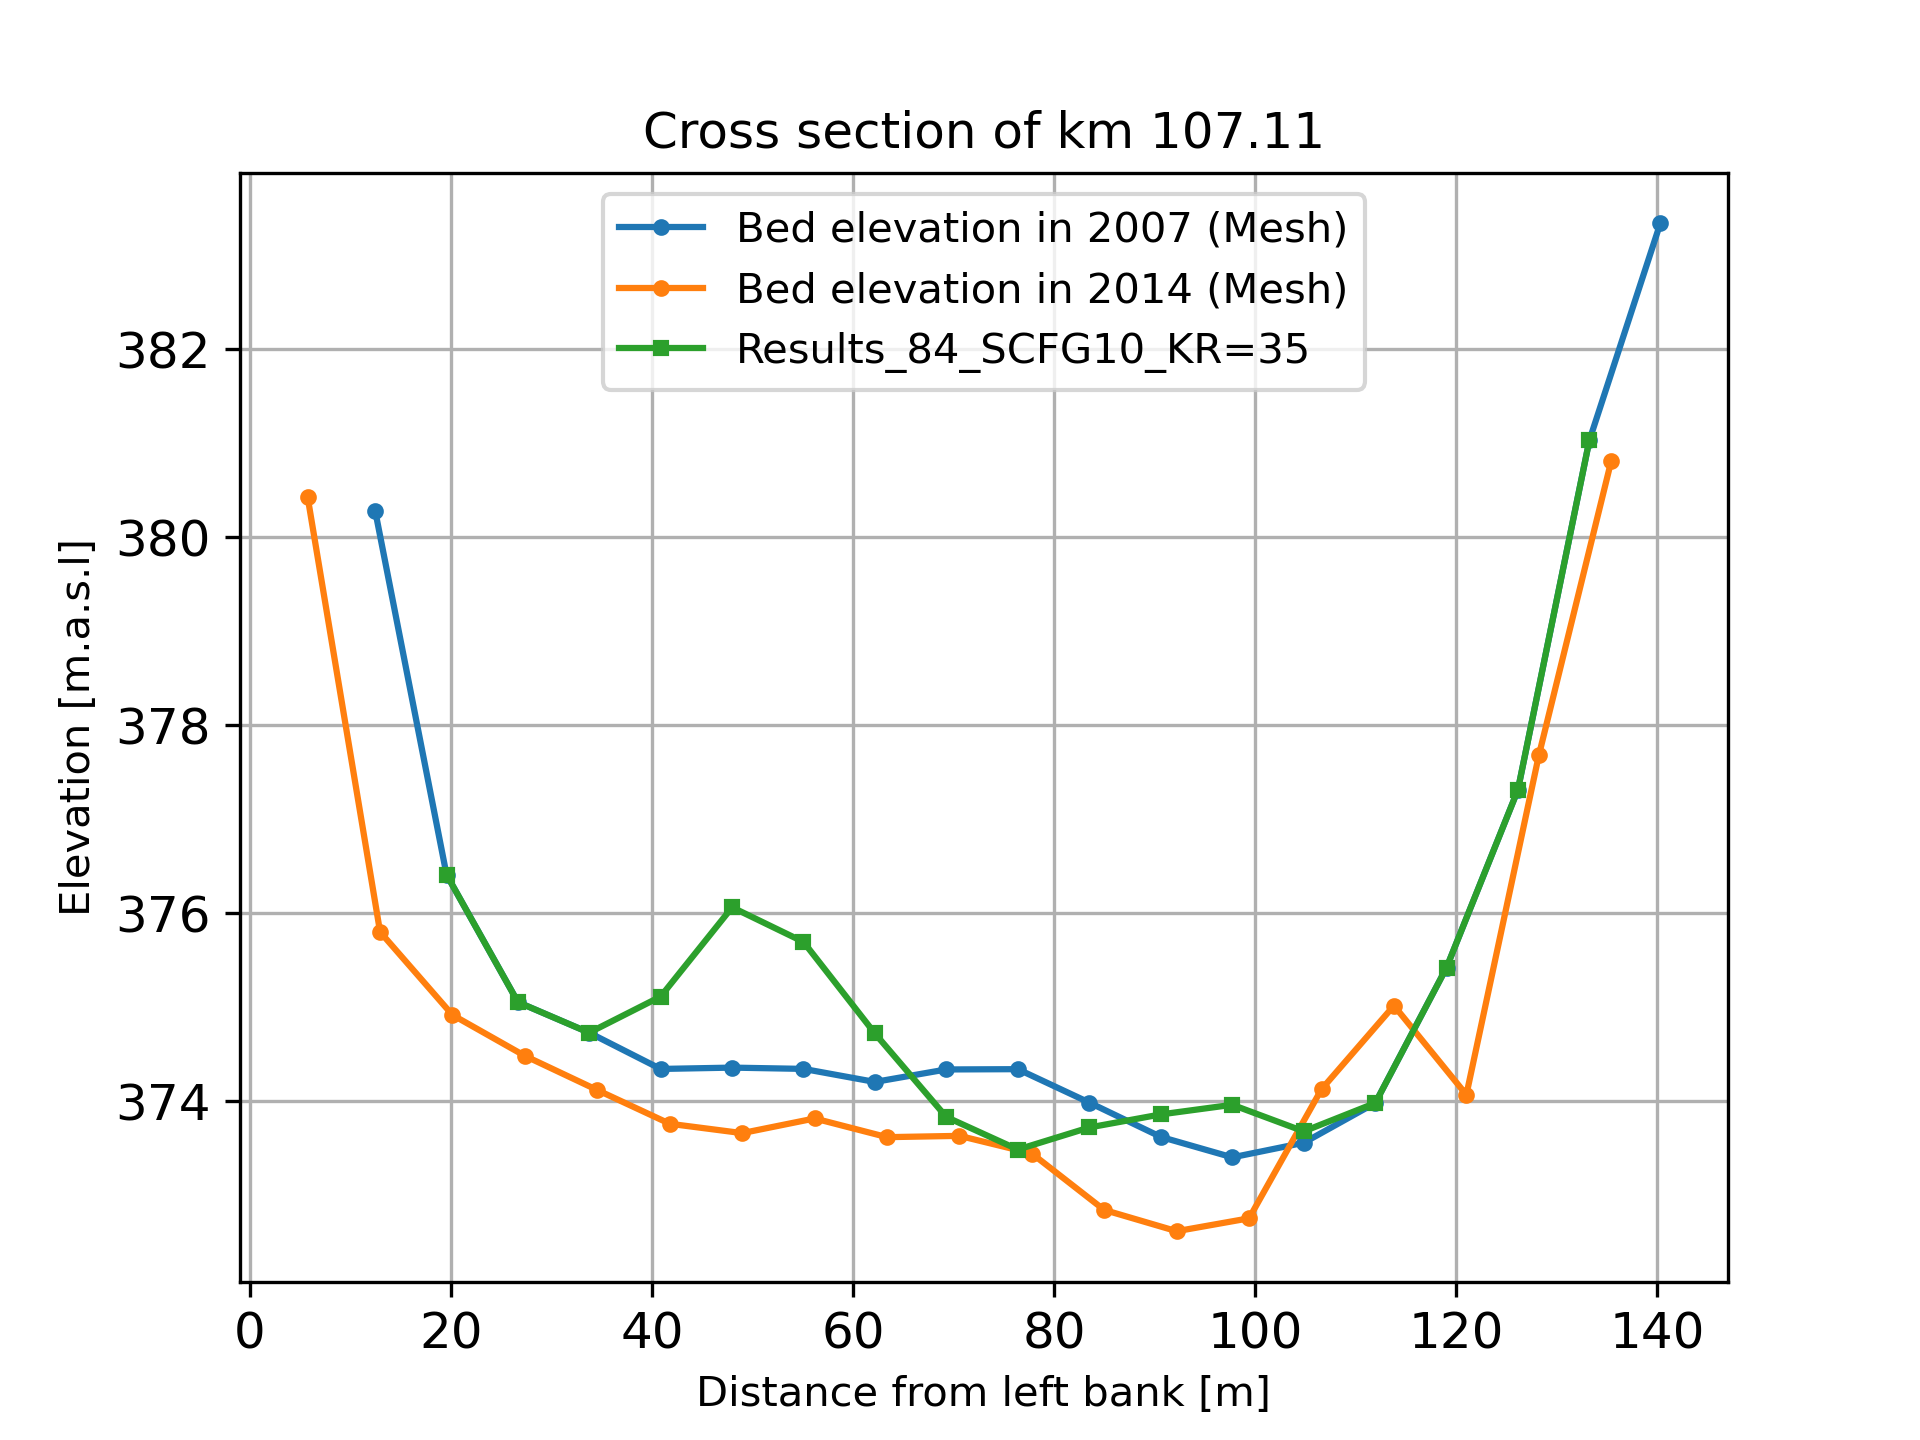 Cross section of km 107.11
Bed elevation in 2007 (Mesh)
Bed elevation in 2014 (Mesh)
Results_84_SCFG10_KR=35
382
380
378
376
374
Elevation [m.a.s.l]
0 20 40 60 80 100 120 140
Distance from left bank [m]